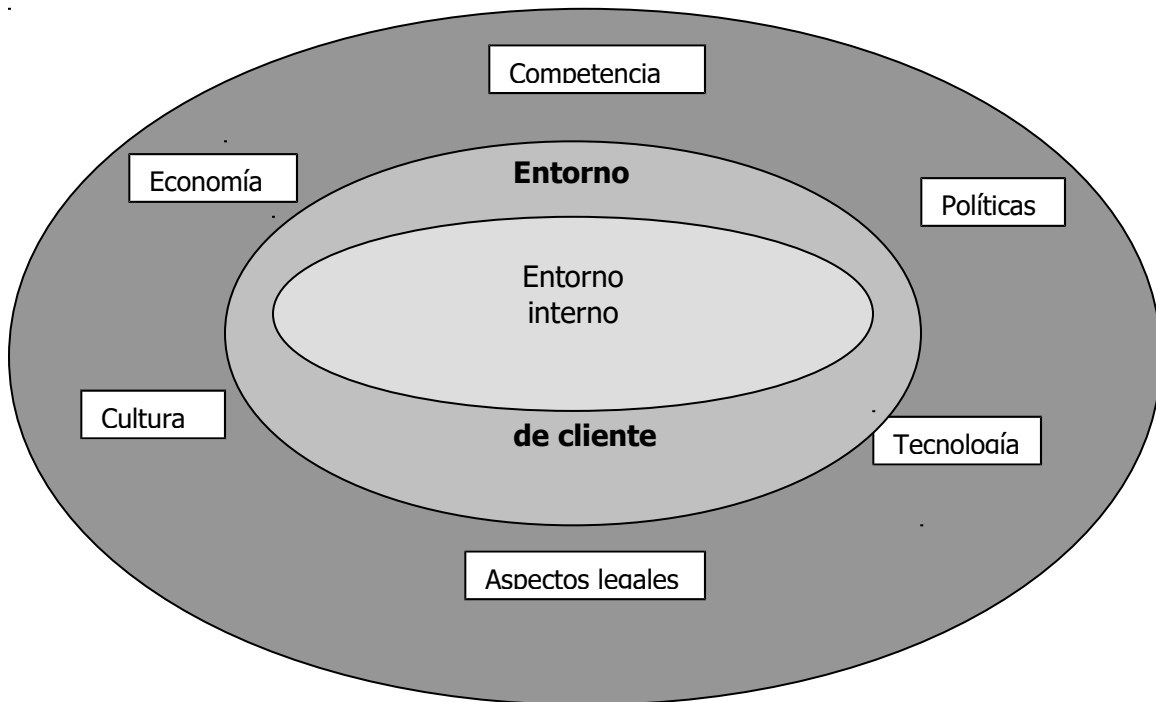 Competencia
Economía
Entorno
Políticas
Entorno
interno
Cultura
de cliente
Tecnología
Aspectos legales